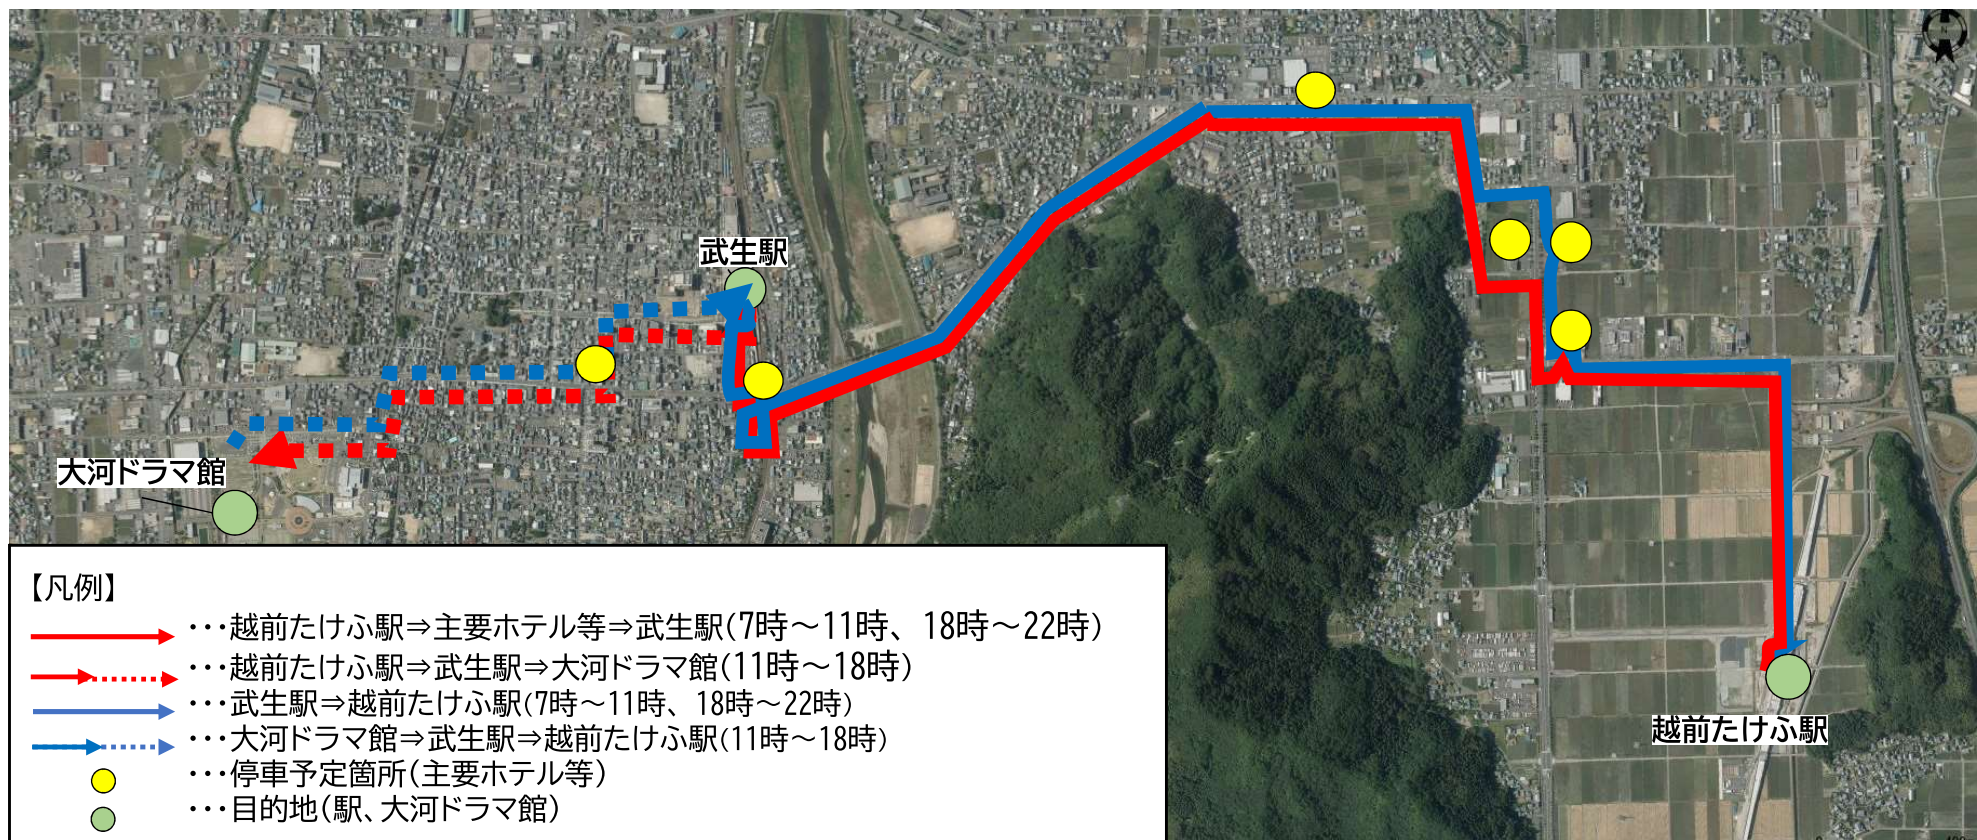 武生駅
大河ドラマ館
越前たけふ駅
【凡例】
・・・越前たけふ駅⇒主要ホテル等⇒武生駅(7時～11時、18時～22時)
・・・越前たけふ駅⇒武生駅⇒大河ドラマ館(11時～18時)
・・・武生駅⇒越前たけふ駅(7時～11時、18時～22時)
・・・大河ドラマ館⇒武生駅⇒越前たけふ駅(11時～18時)
・・・停車予定箇所(主要ホテル等)
・・・目的地(駅、大河ドラマ館)